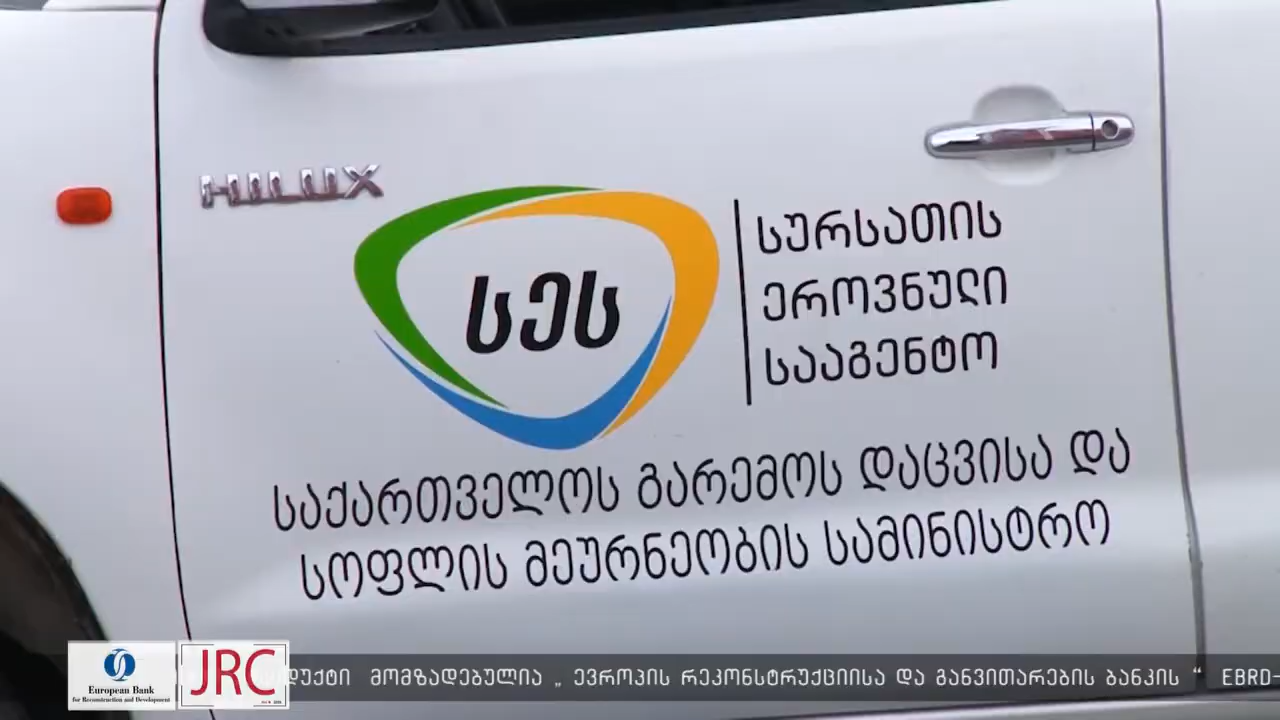 HILUX
სურსათის
ეროვნული
სააგენტო
სეს
საქართველოს გარემოს დაცვისა და
სოფლის მეურნეობის სამინისტრო
European Bank
for Reconstruction and Development
JRC
მომზადებულია „ ევროპის რეკონსტრუქციისა და განვითარების ბანკის “ EBRD-